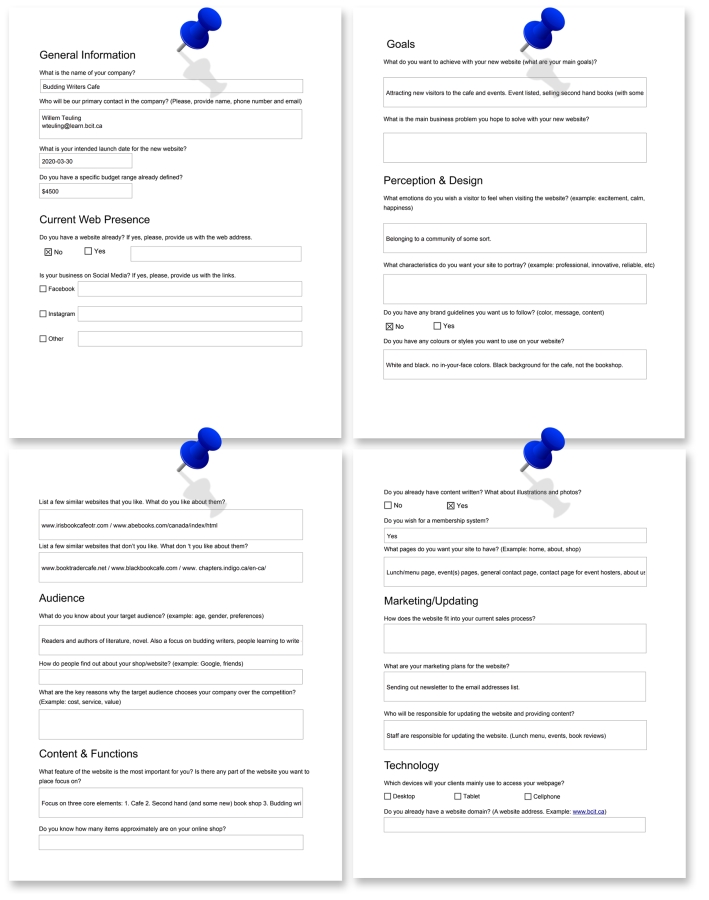 General Information
What is the name of your company?
Budding Writers Cafe
Who will be our primary contact in the company? (Please, provide name, phone number and email)
Willem Teuling
wteuling@learn.bcit.ca
What is your intended launch date for the new website?
2020-03-30
Do you have a specific budget range already defined?
$4500
Current Web Presence
Do you have a website already? If yes, please, provide us with the web address.
No Yes
Is your business on Social Media? If yes, please, provide us with the links.
Facebook
Instagram
Other
Goals
What do you want to achieve with your new website (what are your main goals)?
Attracting new visitors to the cafe and events. Event listed, selling second hand books (with some
What is the main business problem you hope to solve with your new website?
Perception & Design
What emotions do you wish a visitor to feel when visiting the website? (example: excitement, calm,
happiness)
Belonging to a community of some sort.
What characteristics do you want your site to portray? (example: professional, innovative, reliable, etc)
Do you have any brand guidelines you want us to follow? (color, message, content)
No Yes
Do you have any colours or styles you want to use on your website?
White and black. no in-your-face colors. Black background for the cafe, not the bookshop.
List a few similar websites that you like. What do you like about them?
www.irisbookcafeotr.com / www.abebooks.com/canada/index/html
List a few similar websites that don't you like. What don 't you like about them?
www.booktradercafe.net / www.blackbookcafe.com / www. chapters.indigo.ca/en-ca/
Audience
What do you know about your target audience? (example: age, gender, preferences)
Readers and authors of literature, novel. Also a focus on budding writers, people learning to write
How do people find out about your shop/website? (example: Google, friends)
What are the key reasons why the target audience chooses your company over the competition?
(Example: cost, service, value)
Content & Functions
What feature of the website is the most important for you? Is there any part of the website you want to
place focus on?
Focus on three core elements: 1. Cafe 2. Second hand (and some new) book shop 3. Budding wri
Do you know how many items approximately are on your online shop?
Do you already have content written? What about illustrations and photos?
No Yes
Do you wish for a membership system?
Yes
What pages do you want your site to have? (Example: home, about, shop)
Lunch/menu page, event(s) pages, general contact page, contact page for event hosters, about us
Marketing/Updating
How does the website fit into your current sales process?
What are your marketing plans for the website?
Sending out newsletter to the email addresses list.
Who will be responsible for updating the website and providing content?
Staff are responsible for updating the website. (Lunch menu, events, book reviews)
Technology
Which devices will your clients mainly use to access your webpage?
Desktop Tablet Cellphone
Do you already have a website domain? (A website address. Example: www.bcit.ca)